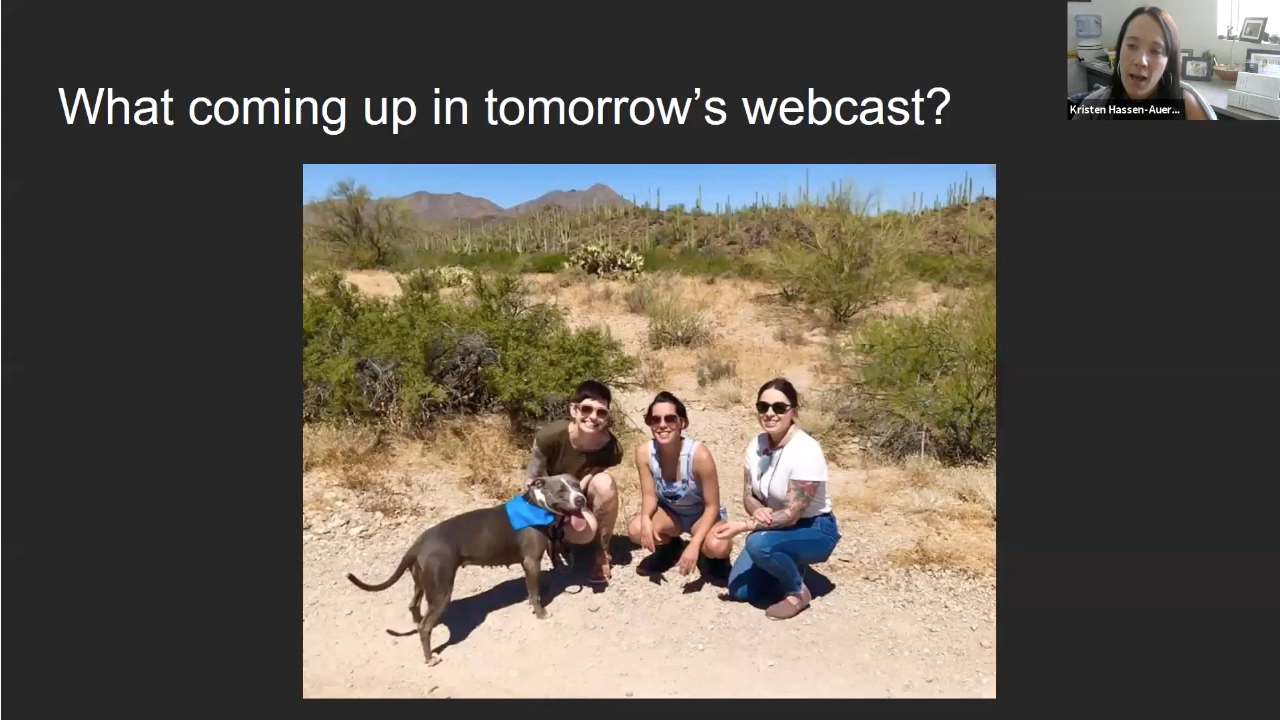 What coming up in tomorrow’s webcast?
Kristen Hassen-Auer...